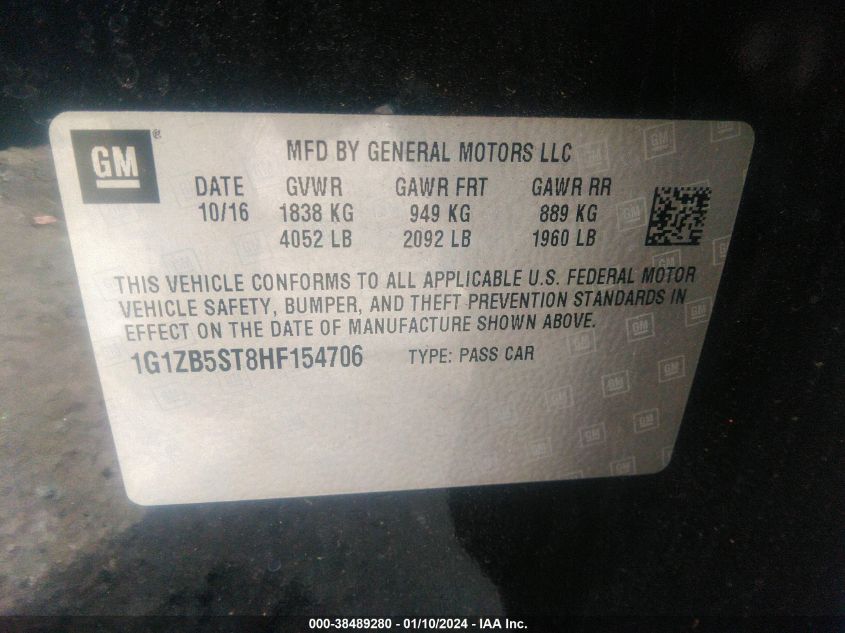 GM ®
MFD BY GENERAL MOTORS LLC
DATE GVWR GAWR FRT GAWR RR
10/16 1838 KG 949 KG 889 KG
4052 LB 2092 LB 1960 LB
THIS VEHICLE CONFORMS TO ALL APPLICABLE U.S. FEDERAL MOTOR
VEHICLE SAFETY, BUMPER, AND THEFT PREVENTION STANDARDS IN
EFFECT ON THE DATE OF MANUFACTURE SHOWN ABOVE.
1G1ZB5ST8HF154706 TYPE: PASS CAR
000-38489280 - 01/10/2024 - IAA Inc.